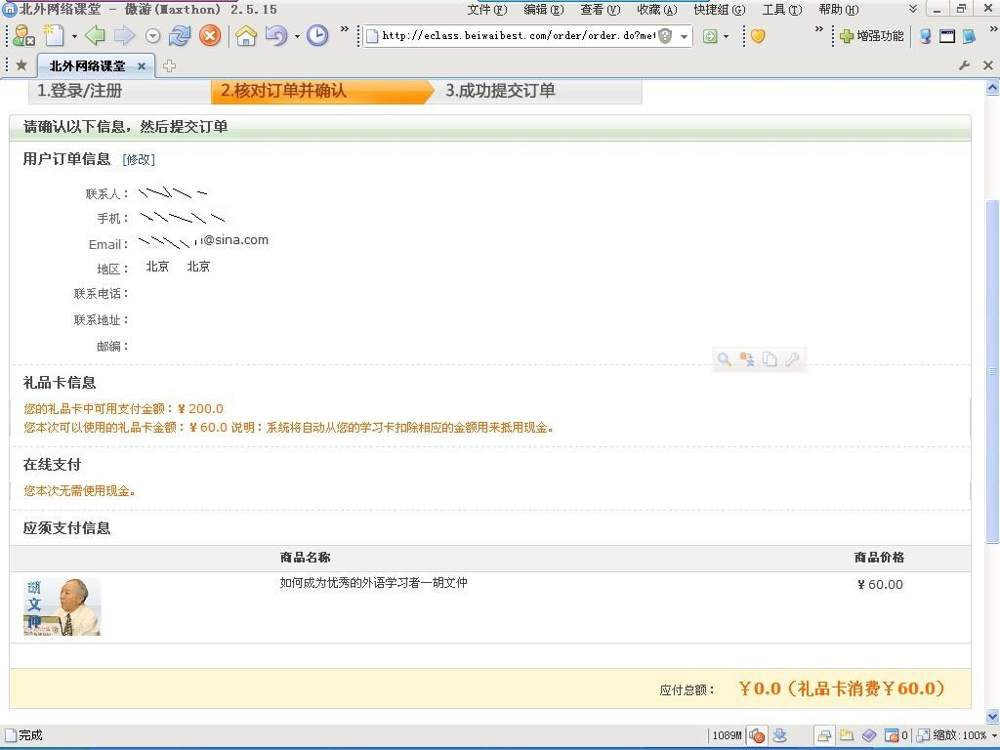 北外网络课堂 - 傲游(Maxthon) 2.5.15
文件(F) 编辑(E) 查看(V) 收藏(A) 快捷组(G) 工具(T) 帮助(H)
http://eclass.beiwaibest.com/order/order.do?met
增强功能
北外网络课堂
1.登录/注册 2.核对订单并确认 3.成功提交订单
请确认以下信息，然后提交订单
用户订单信息 [修改]
联系人：
手机：
Email： @sina.com
地区： 北京 北京
联系电话：
联系地址：
邮编：
礼品卡信息
您的礼品卡中可用支付金额：¥ 200.0
您本次可以使用的礼品卡金额：¥ 60.0 说明：系统将自动从您的学习卡扣除相应的金额用来抵用现金。
在线支付
您本次无需使用现金。
应须支付信息
商品名称 商品价格
胡文仲
如何成为优秀的外语学习者—胡文仲 ¥ 60.00
应付总额： ￥0.0（礼品卡消费￥60.0）
完成 1089M 0 缩放:100%